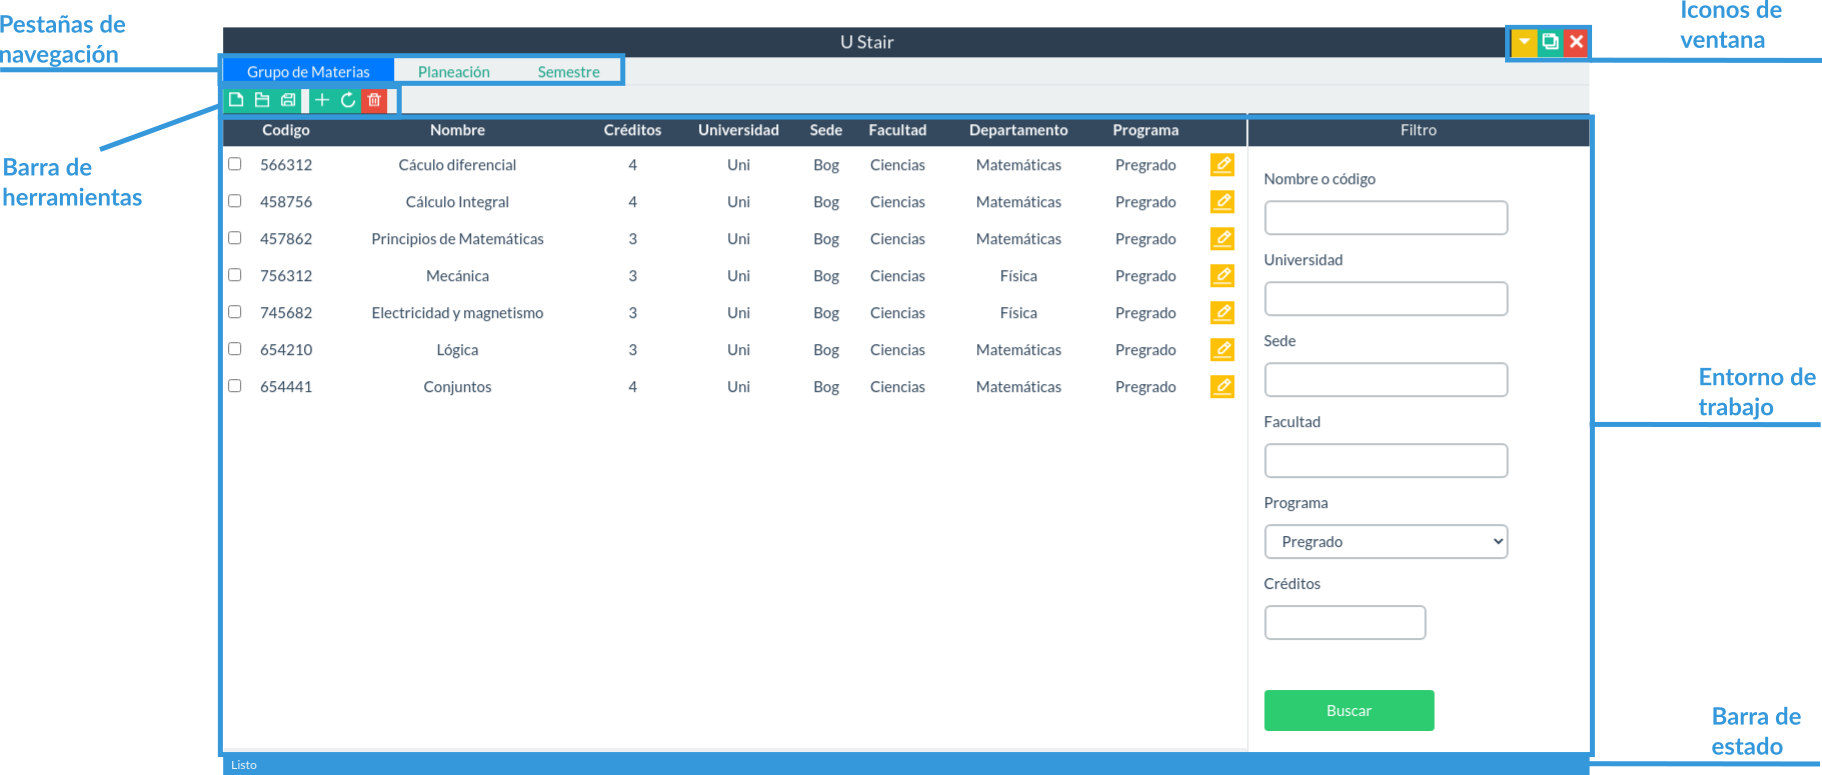 Pestañas de
navegación
Iconos de
ventana
U Stair
Grupo de Materias Planeación Semestre
Barra de
herramientas
Codigo Nombre Créditos Universidad Sede Facultad Departamento Programa Filtro
566312 Cáculo diferencial 4 Uni Bog Ciencias Matemáticas Pregrado
458756 Cálculo Integral 4 Uni Bog Ciencias Matemáticas Pregrado
457862 Principios de Matemáticas 3 Uni Bog Ciencias Matemáticas Pregrado
756312 Mecánica 3 Uni Bog Ciencias Física Pregrado
745682 Electricidad y magnetismo 3 Uni Bog Ciencias Física Pregrado
654210 Lógica 3 Uni Bog Ciencias Matemáticas Pregrado
654441 Conjuntos 4 Uni Bog Ciencias Matemáticas Pregrado
Nombre o código
Universidad
Sede
Facultad
Programa
Pregrado
Créditos
Buscar
Entorno de
trabajo
Barra de
estado
Listo